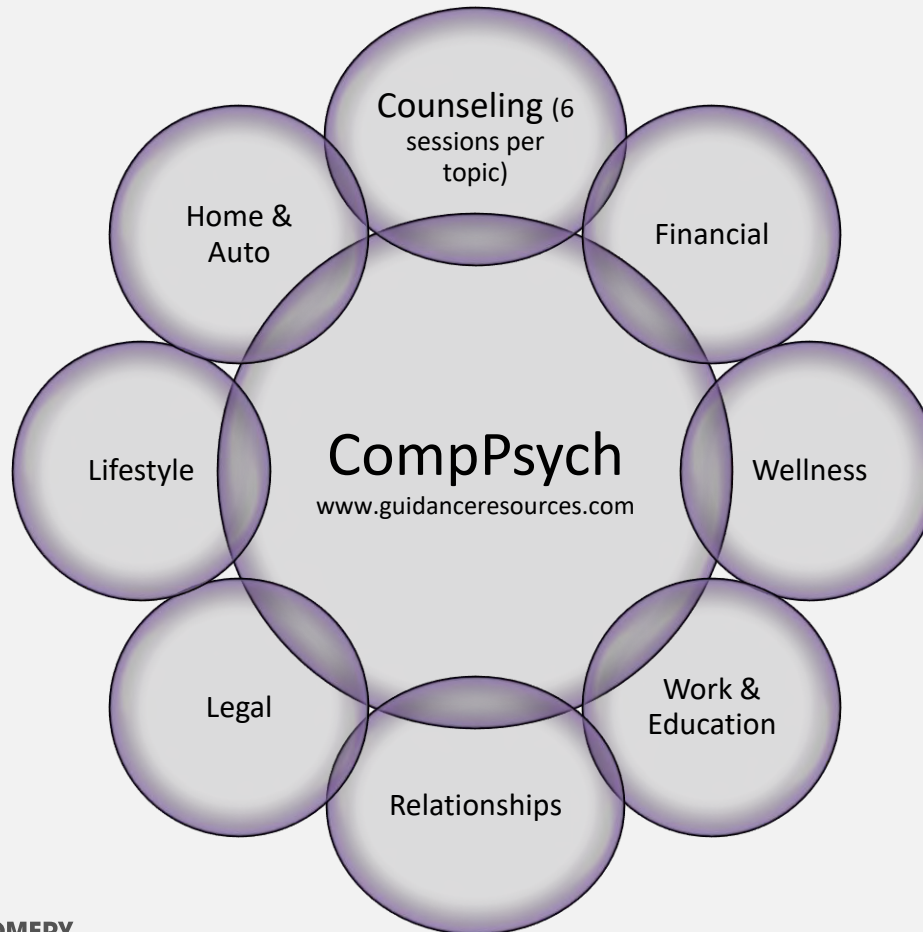 Counseling (6
sessions per
topic)
Financial
Wellness
Work &
Education
Relationships
Legal
Lifestyle
Home &
Auto
CompPsych
www.guidanceresources.com